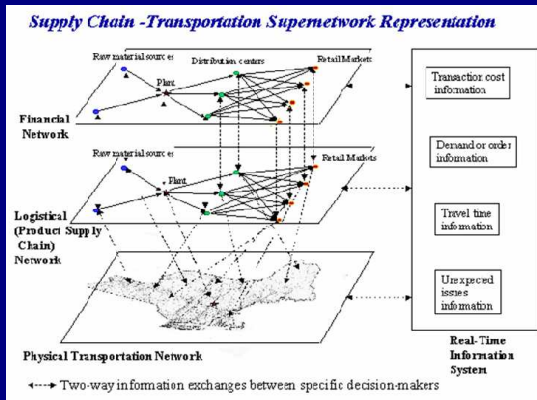 Supply Chain -Transportation Supernetwork Representation
Raw material sources
Distribution centers
Retail Markets
Plant
Financial
Network
Raw material sources
Retail Markets
Plant
Logistical
(Product Supply
Chain)
Network
Physical Transportation Network
Transaction cost
information
Demand or order
information
Travel time
information
Unexpeced
issues
information
Real-Time
Information
System
Two-way information exchanges between specific decision-makers